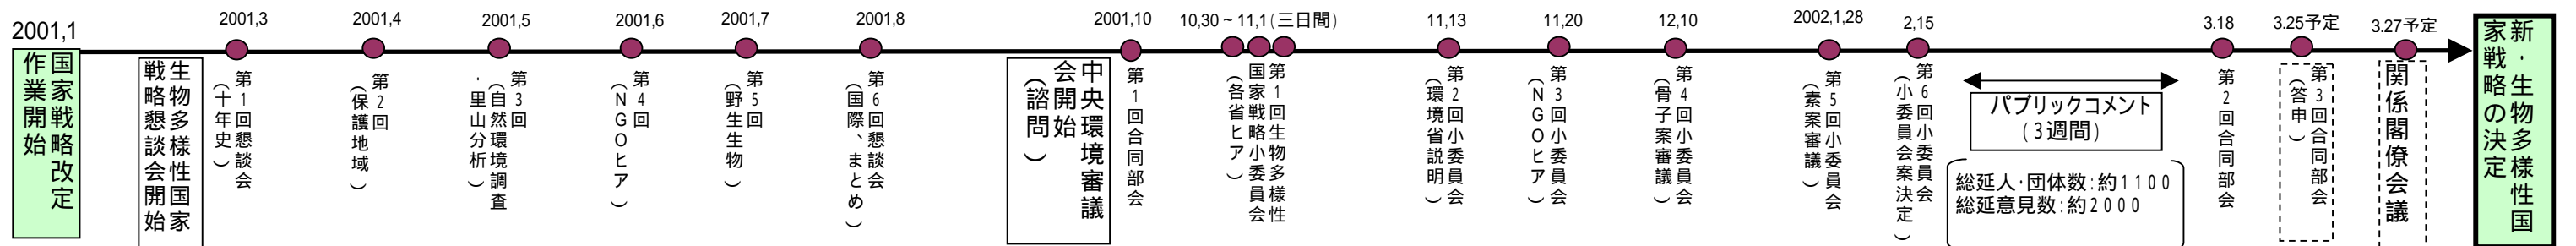 2001,1
国家戦略改定
作業開始
生物多様性国家
戦略懇談会開始
2001,3
第1回懇談会
(十年史)
2001,4
第2回
(保護地域)
2001,5
第3回
(自然環境調査
・里山分析)
2001,6
第4回
(NGOヒア)
2001,7
第5回
(野生生物)
2001,8
第6回懇談会
(国際、まとめ)
中央環境審議
会開始
(諮問)
2001,10
第1回合同部会
10,30~11,1(三日間)
第1回生物多様性
国家戦略小委員会
(各省ヒア)
11,13
第2回小委員会
(環境省説明)
11,20
第3回小委員会
(NGOヒア)
12,10
第4回小委員会
(骨子案審議)
2002,1,28
第5回小委員会
(素案審議)
2,15
第6回小委員会
(小委員会案決定)
パブリックコメント
(3週間)
総延人・団体数:約1100
総延意見数:約2000
3.18
第2回合同部会
3.25予定
第3回合同部会
(答申)
3.27予定
関係閣僚会議
新・生物多様性国
家戦略の決定